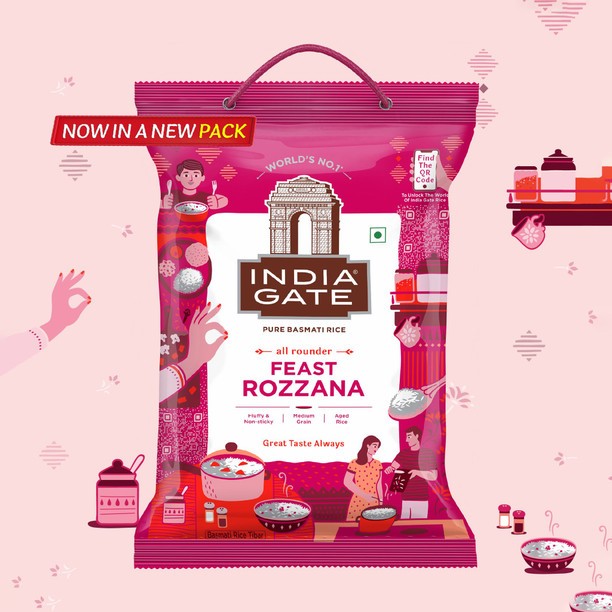 NOW IN A NEW PACK
WORLD'S NO.1*
Find
The
QR
Code
To Unlock The World
Of India Gate Rice
INDIA®
GATE
PURE BASMATI RICE
all rounder
FEAST
ROZZANA
Fluffy &
Non-sticky
Medium
Grain
Aged
Rice
Great Taste Always
Basmati Rice Tibar